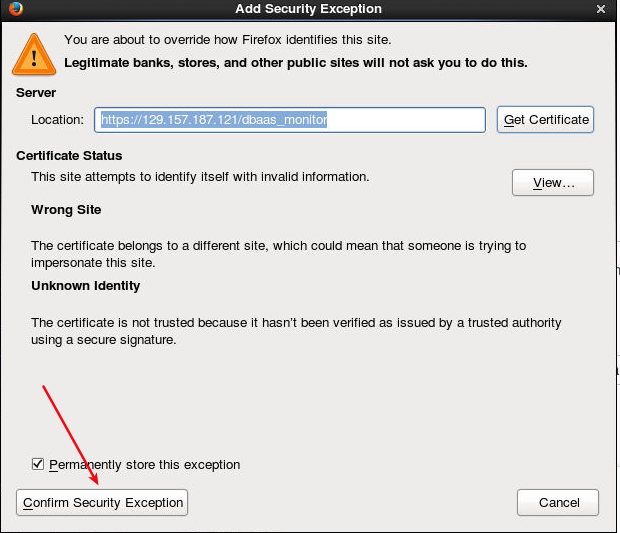 Add Security Exception
You are about to override how Firefox identifies this site.
Legitimate banks, stores, and other public sites will not ask you to do this.
Server
Location: https://129.157.187.121/dbaas_monitor Get Certificate
Certificate Status
This site attempts to identify itself with invalid information.
View...
Wrong Site
The certificate belongs to a different site, which could mean that someone is trying to
impersonate this site.
Unknown Identity
The certificate is not trusted because it hasn't been verified as issued by a trusted authority
using a secure signature.
Permanently store this exception
Confirm Security Exception Cancel